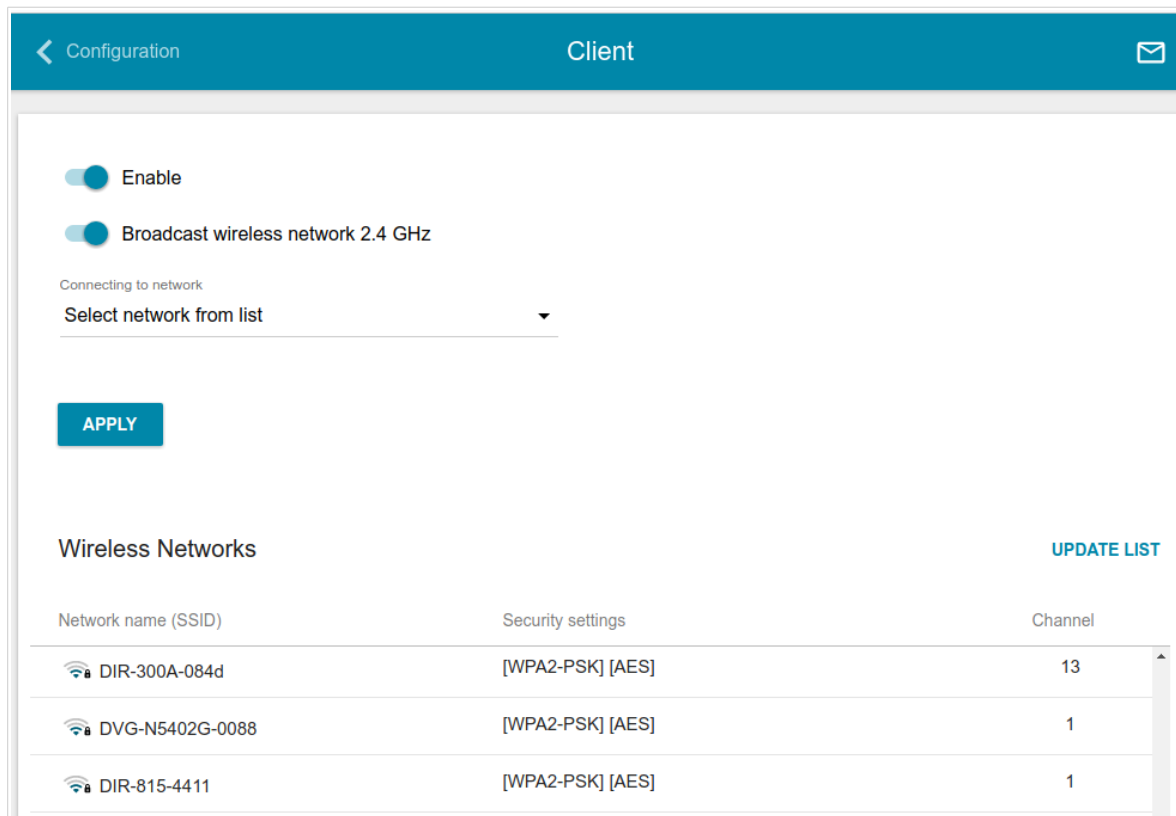 Configuration Client
Enable
Broadcast wireless network 2.4 GHz
Connecting to network
Select network from list
APPLY
Wireless Networks UPDATE LIST
Network name (SSID) Security settings Channel
DIR-300A-084d [WPA2-PSK] [AES] 13
DVG-N5402G-0088 [WPA2-PSK] [AES] 1
DIR-815-4411 [WPA2-PSK] [AES] 1